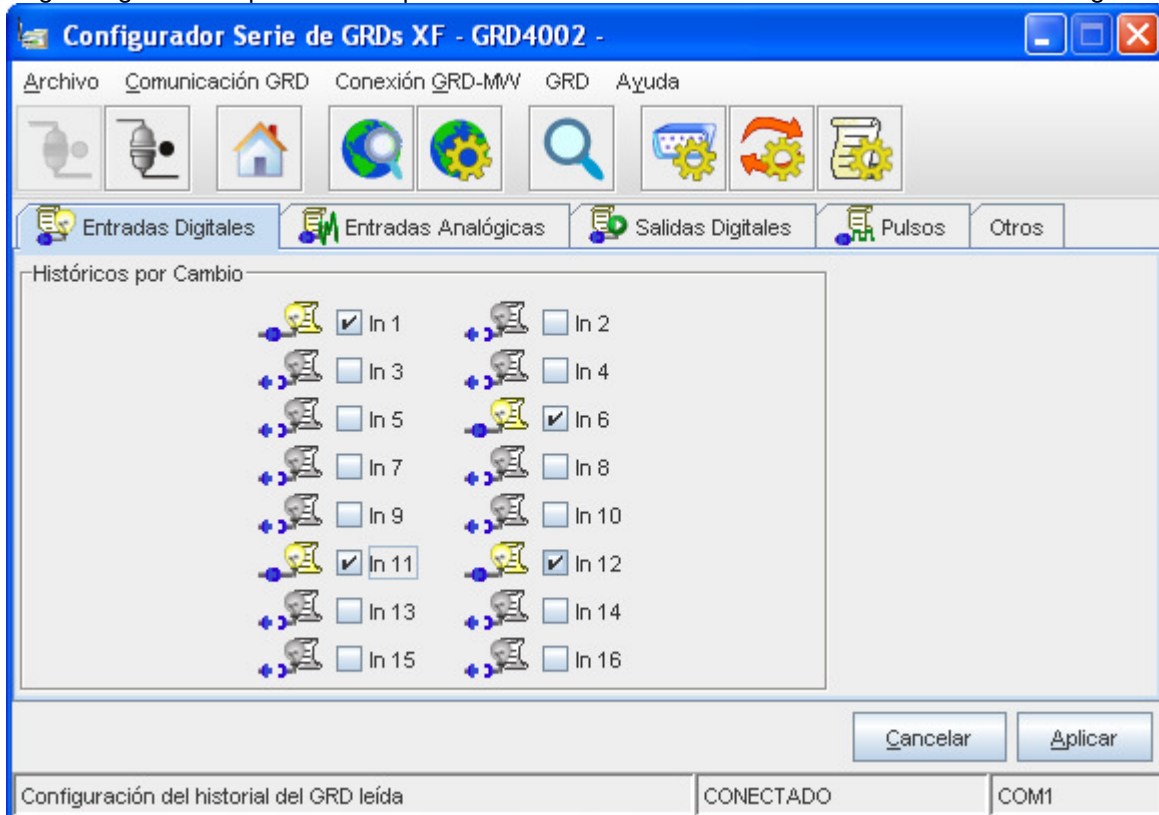 Configurador Serie de GRDs XF - GRD4002 -
Archivo Comunicación GRD Conexión GRD-MW GRD Ayuda
Entradas Digitales Entradas Analógicas Salidas Digitales Pulsos Otros
Históricos por Cambio
In 1 In 2
In 3 In 4
In 5 In 6
In 7 In 8
In 9 In 10
In 11 In 12
In 13 In 14
In 15 In 16
Cancelar Aplicar
Configuración del historial del GRD leída CONECTADO COM1